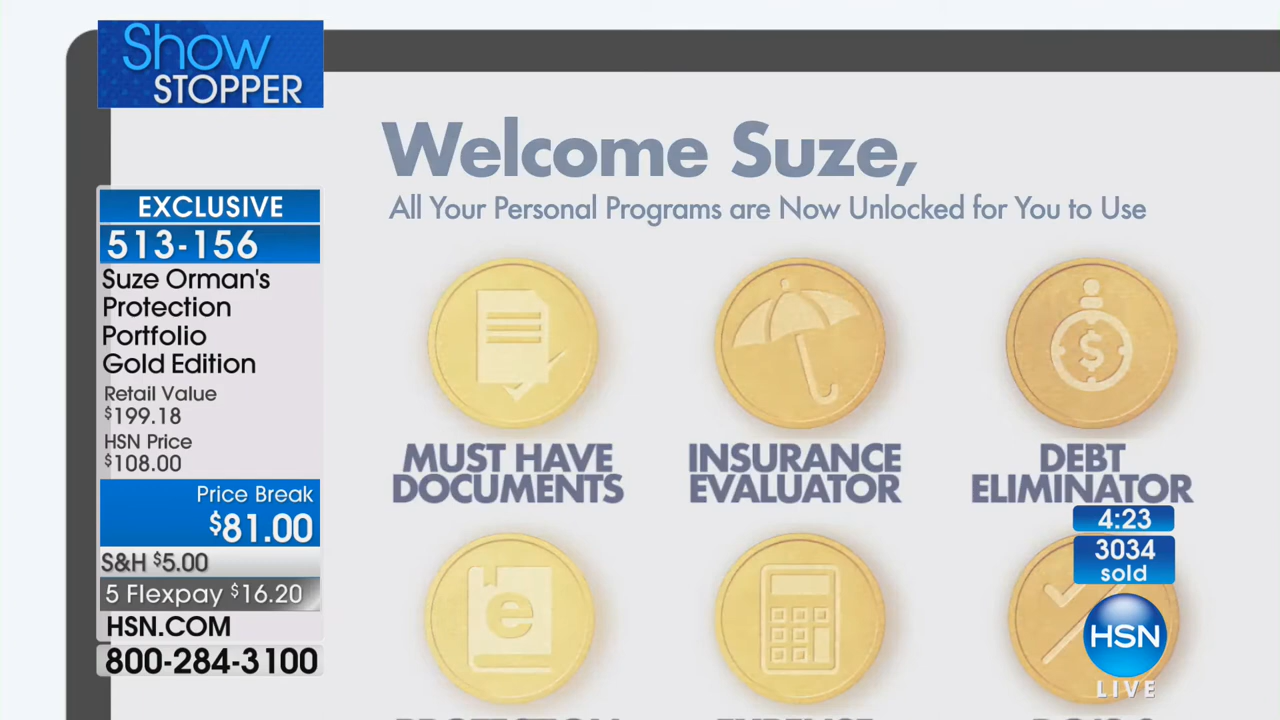 Show
STOPPER
EXCLUSIVE
513-156
Suze Orman's
Protection
Portfolio
Gold Edition
Retail Value
$199.18
HSN Price
$108.00
Price Break
$81.00
S&H $5.00
5 Flexpay $16.20
HSN.COM
800-284-3100
Welcome Suze,
All Your Personal Programs are Now Unlocked for You to Use
MUST HAVE
DOCUMENTS
INSURANCE
EVALUATOR
DEBT
ELIMINATOR
$
e
4:23
3034
sold
HSN
LIVE